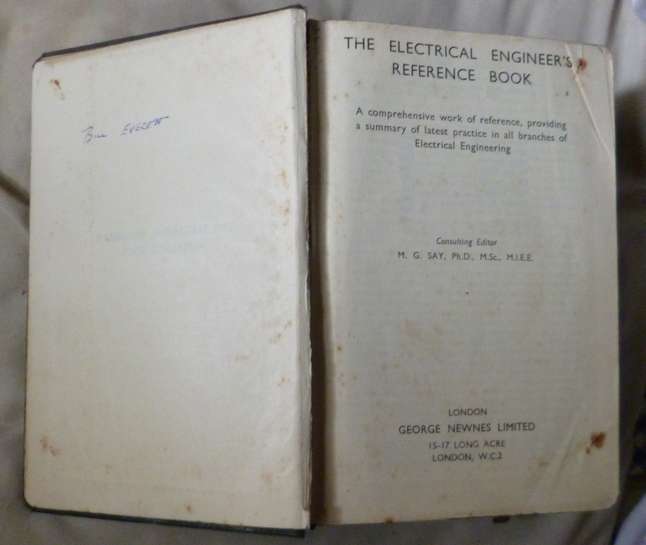 Bill EVERETT
THE ELECTRICAL ENGINEER'S
REFERENCE BOOK
A comprehensive work of reference, providing
a summary of latest practice in all branches of
Electrical Engineering
Consulting Editor
M. G. SAY, Ph.D., M.Sc., M.I.E.E.
LONDON
GEORGE NEWNES LIMITED
15-17 LONG ACRE
LONDON, W.C.2